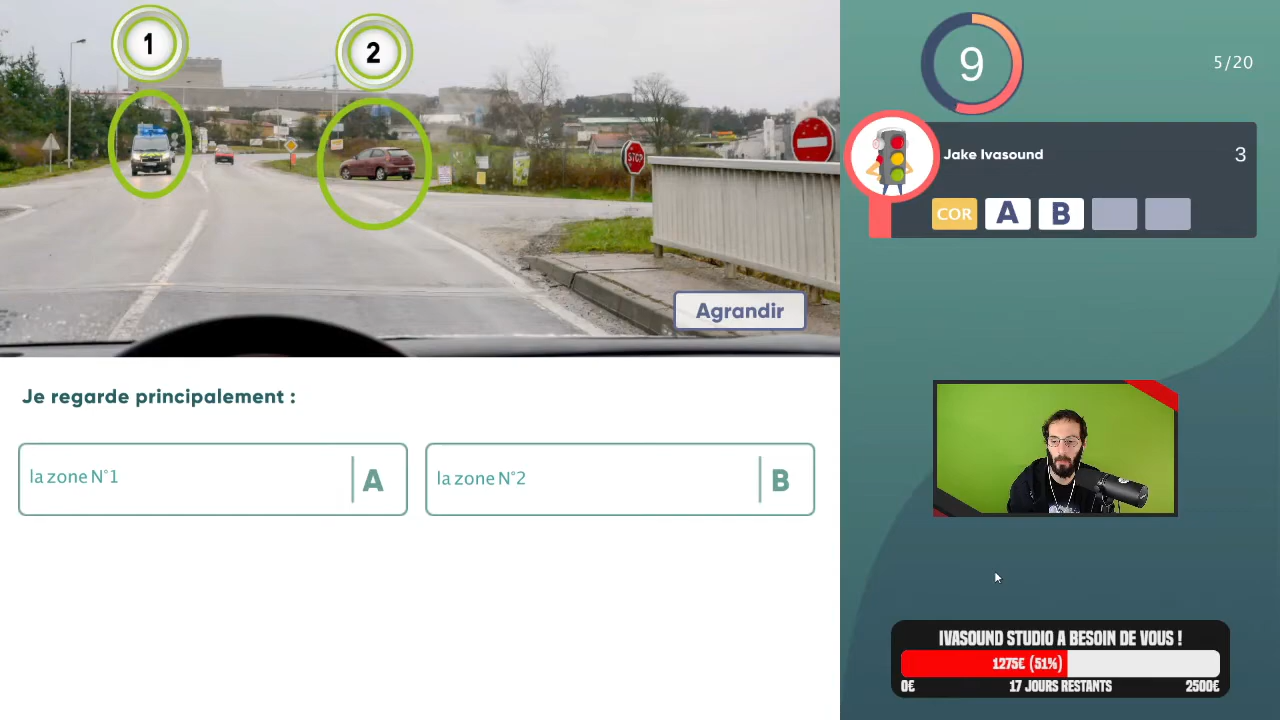 1
2
STOP
Agrandir
Je regarde principalement :
la zone N°1
A
la zone N°2
B
9
5/20
Jake Ivasound
3
COR
A
B
IVASOUND STUDIO A BESOIN DE VOUS !
1275€ (51%)
0€
17 JOURS RESTANTS
2500€